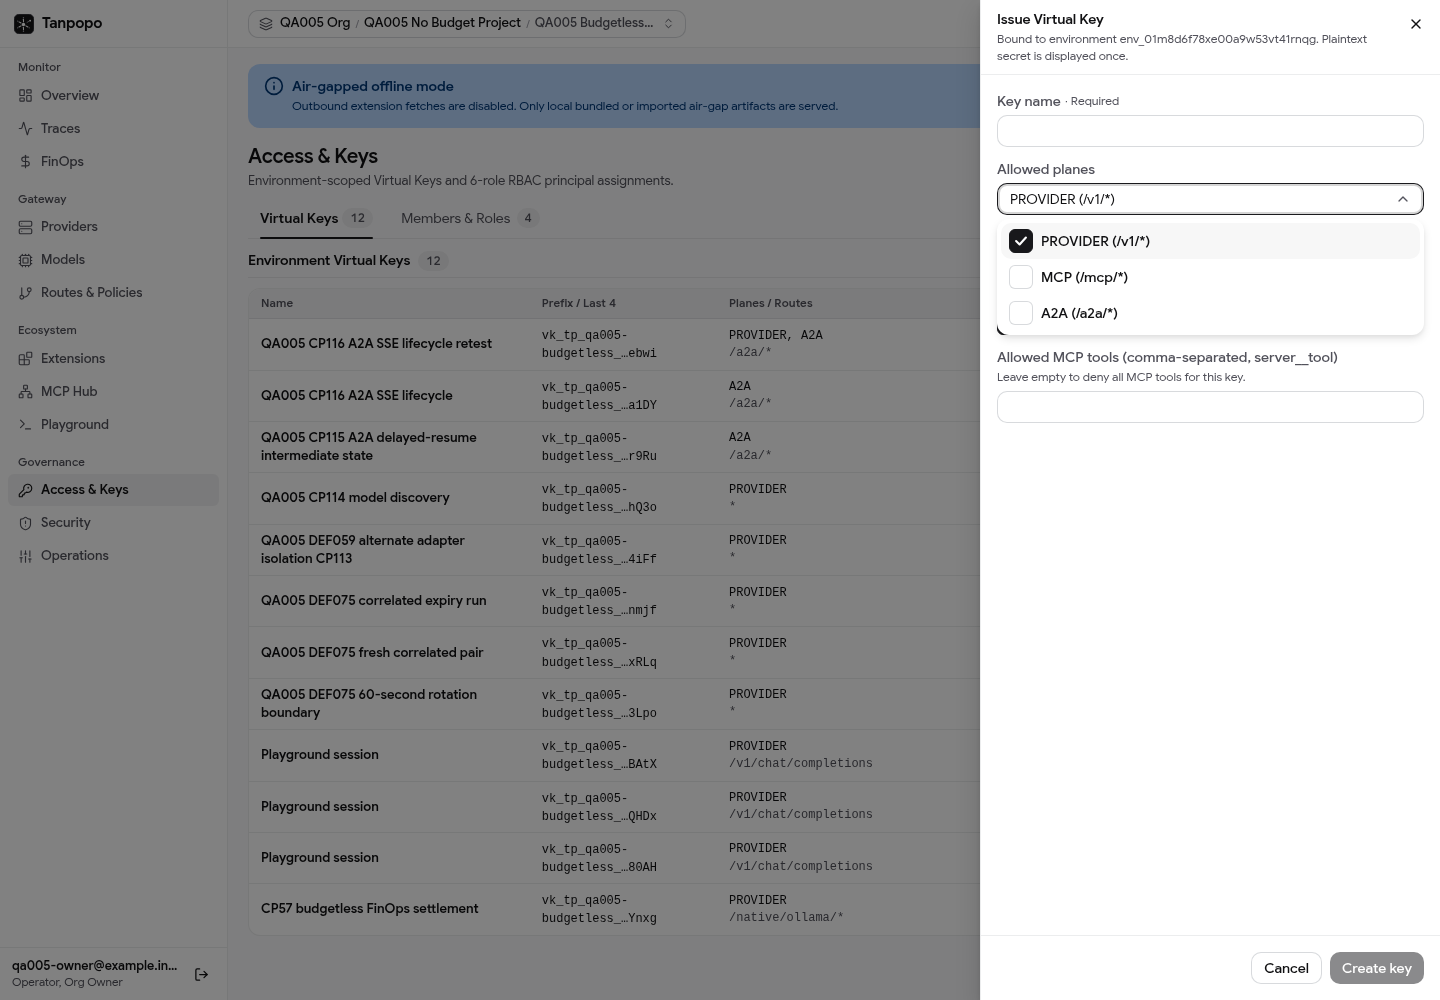 Tanpopo
Monitor
Overview
Traces
FinOps
Gateway
Providers
Models
Routes & Policies
Ecosystem
Extensions
MCP Hub
Playground
Governance
Access & Keys
Security
Operations
qa005-owner@example.in...
Operator, Org Owner
QA005 Org / QA005 No Budget Project / QA005 Budgetless...
Air-gapped offline mode
Outbound extension fetches are disabled. Only local bundled or imported air-gap artifacts are served.
Access & Keys
Environment-scoped Virtual Keys and 6-role RBAC principal assignments.
Virtual Keys 12
Members & Roles 4
Environment Virtual Keys 12
Name Prefix / Last 4 Planes / Routes
QA005 CP116 A2A SSE lifecycle retest
vk_tp_qa005-
budgetless_…ebwi
PROVIDER, A2A
/a2a/*
QA005 CP116 A2A SSE lifecycle
vk_tp_qa005-
budgetless_…a1DY
A2A
/a2a/*
QA005 CP115 A2A delayed-resume
intermediate state
vk_tp_qa005-
budgetless_…r9Ru
A2A
/a2a/*
QA005 CP114 model discovery
vk_tp_qa005-
budgetless_…hQ3o
PROVIDER
*
QA005 DEF059 alternate adapter
isolation CP113
vk_tp_qa005-
budgetless_…4iFf
PROVIDER
*
QA005 DEF075 correlated expiry run
vk_tp_qa005-
budgetless_…nmjf
PROVIDER
*
QA005 DEF075 fresh correlated pair
vk_tp_qa005-
budgetless_…xRLq
PROVIDER
*
QA005 DEF075 60-second rotation
boundary
vk_tp_qa005-
budgetless_…3Lpo
PROVIDER
*
Playground session
vk_tp_qa005-
budgetless_…BAtX
PROVIDER
/v1/chat/completions
Playground session
vk_tp_qa005-
budgetless_…QHDx
PROVIDER
/v1/chat/completions
Playground session
vk_tp_qa005-
budgetless_…80AH
PROVIDER
/v1/chat/completions
CP57 budgetless FinOps settlement
vk_tp_qa005-
budgetless_…Ynxg
PROVIDER
/native/ollama/*
Issue Virtual Key
Bound to environment env_01m8d6f78xe00a9w53vt41rnqg. Plaintext
secret is displayed once.
Key name · Required
Allowed planes
PROVIDER (/v1/*)
PROVIDER (/v1/*)
MCP (/mcp/*)
A2A (/a2a/*)
Allowed MCP tools (comma-separated, server__tool)
Leave empty to deny all MCP tools for this key.
Cancel
Create key